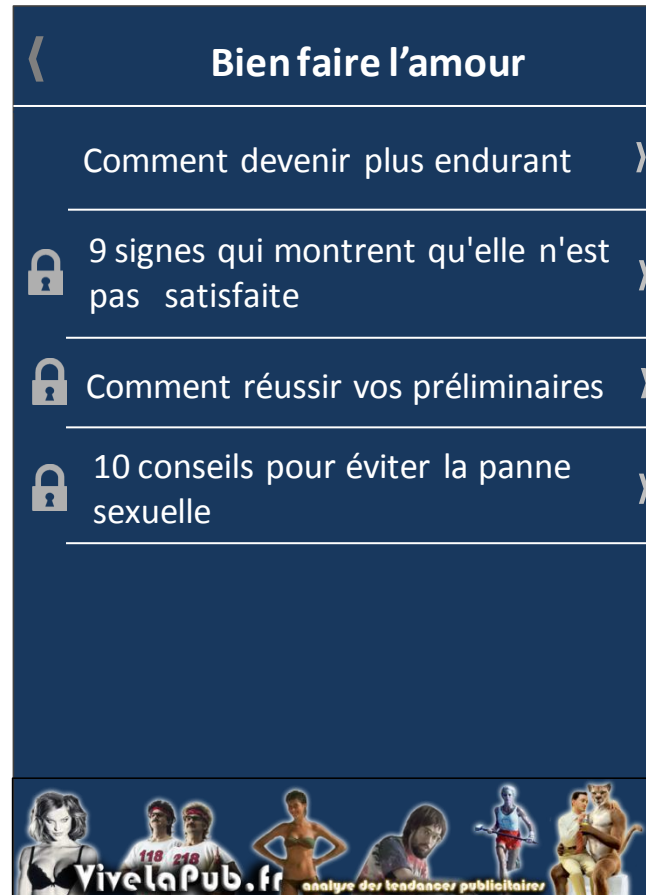 Bien faire l’amour
Comment devenir plus endurant
9 signes qui montrent qu'elle n'est
pas satisfaite
Comment réussir vos préliminaires
10 conseils pour éviter la panne
sexuelle
118 218
VivelaPub.fr
analyse des tendances publicitaires